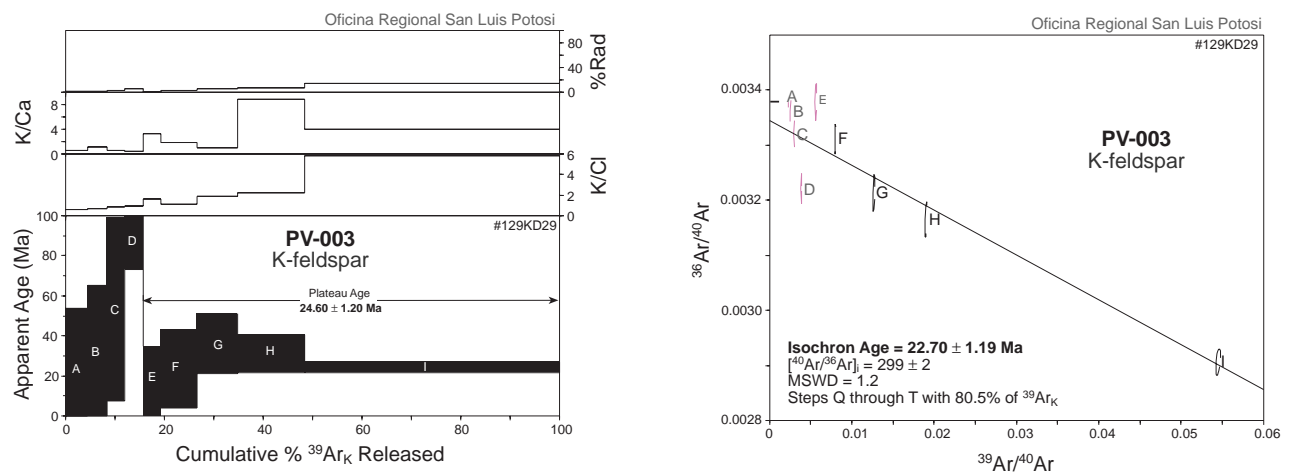 Oficina Regional San Luis Potosi
80
40
0
%Rad
8
4
0
K/Ca
6
4
2
0
K/Cl
100
90
80
70
60
50
40
30
20
10
0
Apparent Age (Ma)
#129KD29
PV-003
K-feldspar
Plateau Age
24.60 ± 1.20 Ma
A
B
C
D
E
F
G
H
I
0 20 40 60 80 100
Cumulative % ³⁹Ar_K Released
Oficina Regional San Luis Potosi
#129KD29
0.0034
0.0032
0.0030
0.0028
³⁶Ar/⁴⁰Ar
A
B
C
D
E
F
G
H
I
PV-003
K-feldspar
Isochron Age = 22.70 ± 1.19 Ma
[⁴⁰Ar/³⁶Ar]ᵢ = 299 ± 2
MSWD = 1.2
Steps Q through T with 80.5% of ³⁹Ar_K
0 0.01 0.02 0.03 0.04 0.05 0.06
³⁹Ar/⁴⁰Ar